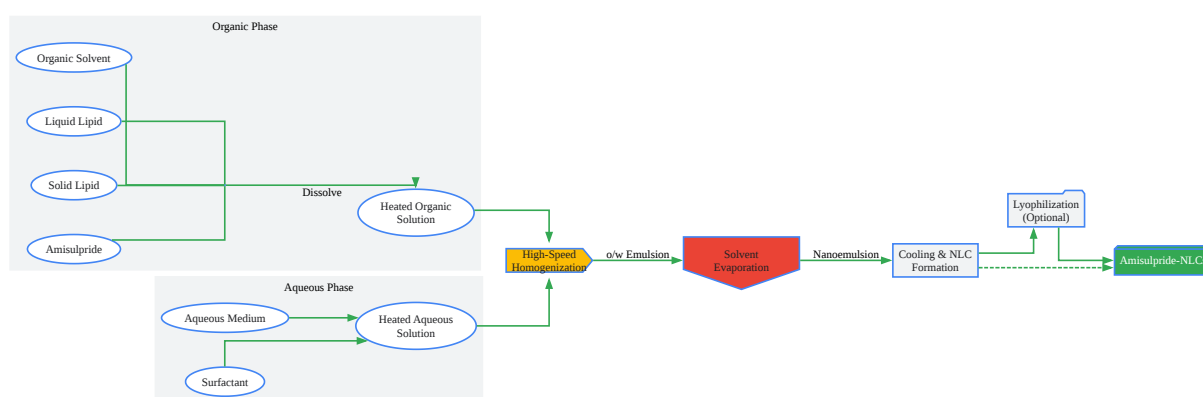 Organic Phase
Organic Solvent
Liquid Lipid
Solid Lipid
Amisulpride
Dissolve
Heated Organic
Solution
Aqueous Phase
Aqueous Medium
Surfactant
Heated Aqueous
Solution
High-Speed
Homogenization
o/w Emulsion
Solvent
Evaporation
Nanoemulsion
Cooling & NLC
Formation
Lyophilization
(Optional)
Amisulpride-NLC